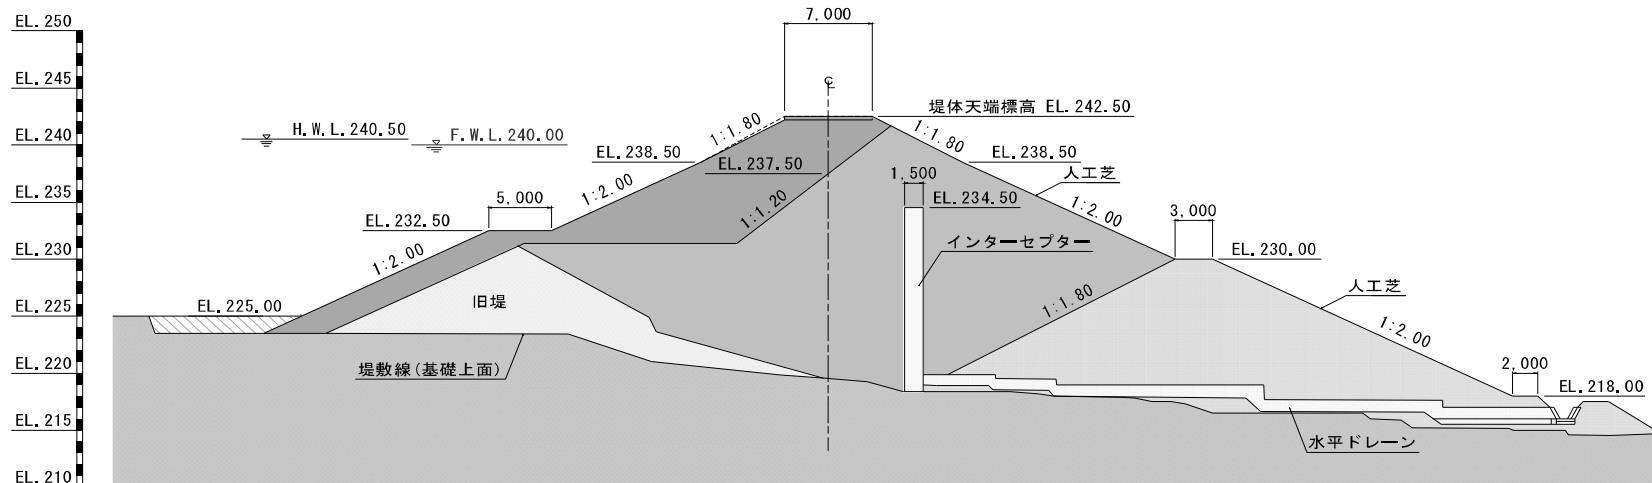 EL.250
7,000
EL.245
℄
堤体天端標高 EL.242.50
H.W.L.240.50
F.W.L.240.00
EL.240
1:1.80
1:1.80
EL.238.50
EL.237.50
EL.238.50
人工芝
EL.235
5,000
1:2.00
1,500
EL.234.50
1:2.00
3,000
EL.232.50
1:1.20
インターセプター
EL.230
EL.230.00
1:2.00
人工芝
旧堤
1:1.80
EL.225
EL.225.00
1:2.00
EL.220
堤敷線(基礎上面)
2,000
EL.218.00
EL.215
水平ドレーン
EL.210